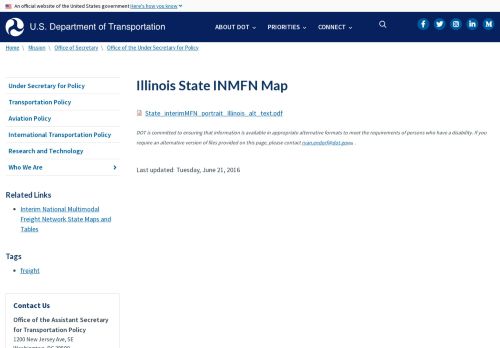 An official website of the United States government Here's how you know
U.S. Department of Transportation
ABOUT DOT
PRIORITIES
CONNECT
Home \ Mission \ Office of Secretary \ Office of the Under Secretary for Policy
Under Secretary for Policy
Transportation Policy
Aviation Policy
International Transportation Policy
Research and Technology
Who We Are
Related Links
Interim National Multimodal
Freight Network State Maps and
Tables
Tags
freight
Contact Us
Office of the Assistant Secretary
for Transportation Policy
1200 New Jersey Ave, SE
Illinois State INMFN Map
State_interimMFN_portrait_Illinois_alt_text.pdf
DOT is committed to ensuring that information is available in appropriate alternative formats to meet the requirements of persons who have a disability. If you
require an alternative version of files provided on this page, please contact
Last updated: Tuesday, June 21, 2016